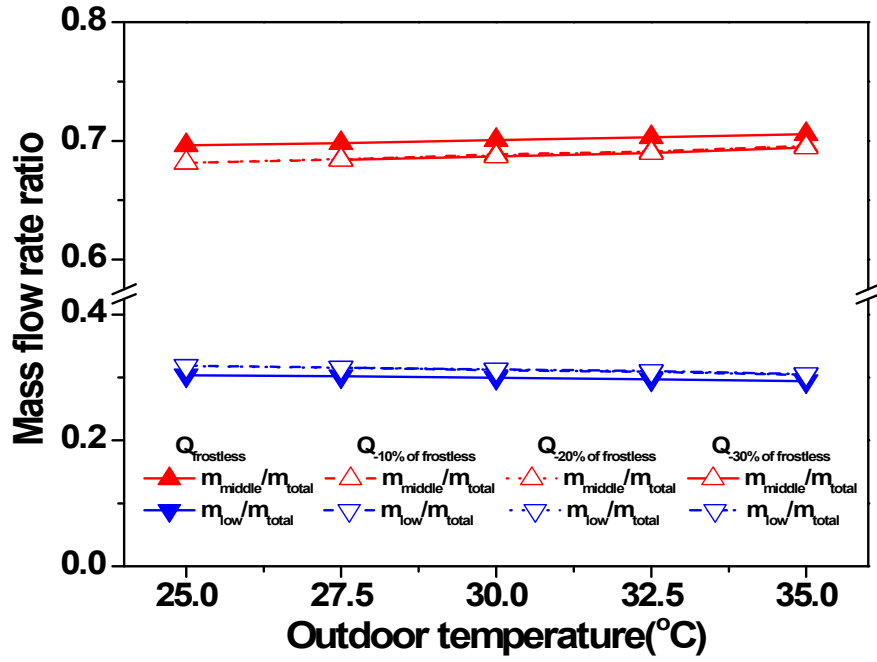 0.8
0.7
0.6
0.4
0.2
0.0
Mass flow rate ratio
Qfrostless Q-10% of frostless Q-20% of frostless Q-30% of frostless
mmiddle/mtotal mmiddle/mtotal mmiddle/mtotal mmiddle/mtotal
mlow/mtotal mlow/mtotal mlow/mtotal mlow/mtotal
25.0 27.5 30.0 32.5 35.0
Outdoor temperature(°C)